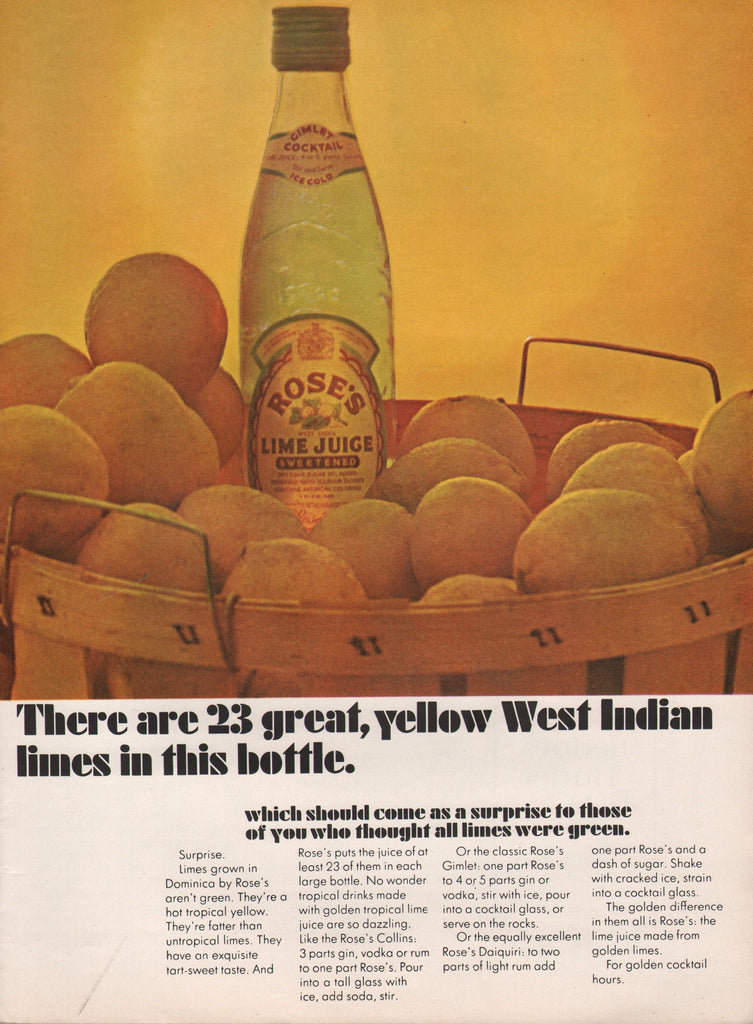 GIMLET
COCKTAIL
ICE COLD
ROSE'S
WEST INDIA
LIME JUICE
SWEETENED
There are 23 great, yellow West Indian
limes in this bottle.
which should come as a surprise to those
of you who thought all limes were green.
Surprise.
Limes grown in
Dominica by Rose's
aren't green. They're a
hot tropical yellow.
They're fatter than
untropical limes. They
have an exquisite
tart-sweet taste. And
Rose's puts the juice of at
least 23 of them in each
large bottle. No wonder
tropical drinks made
with golden tropical lime
juice are so dazzling.
Like the Rose's Collins:
3 parts gin, vodka or rum
to one part Rose's. Pour
into a tall glass with
ice, add soda, stir.
Or the classic Rose's
Gimlet: one part Rose's
to 4 or 5 parts gin or
vodka, stir with ice, pour
into a cocktail glass, or
serve on the rocks.
Or the equally excellent
Rose's Daiquiri: to two
parts of light rum add
one part Rose's and a
dash of sugar. Shake
with cracked ice, strain
into a cocktail glass.
The golden difference
in them all is Rose's: the
lime juice made from
golden limes.
For golden cocktail
hours.